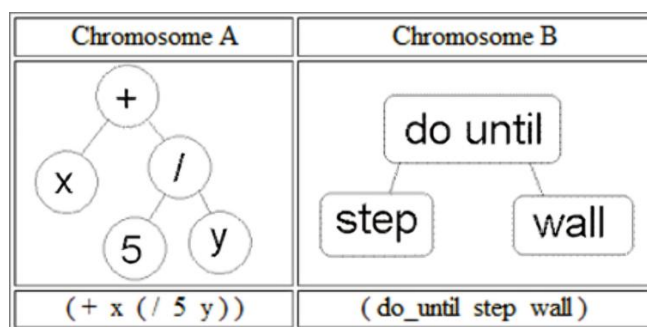 Chromosome A
Chromosome B
+
x
/
5
y
do until
step
wall
( + x ( / 5 y ) )
( do_until step wall )